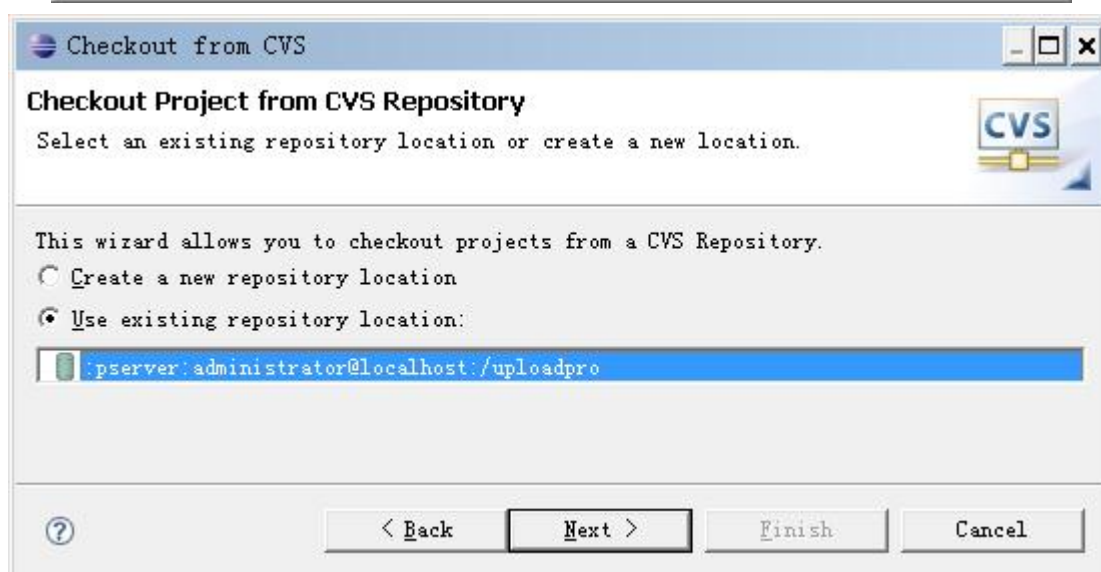 Checkout from CVS
Checkout Project from CVS Repository
Select an existing repository location or create a new location.
CVS
This wizard allows you to checkout projects from a CVS Repository.
Create a new repository location
Use existing repository location:
:pserver:administrator@localhost:/uploadpro
? < Back Next > Finish Cancel